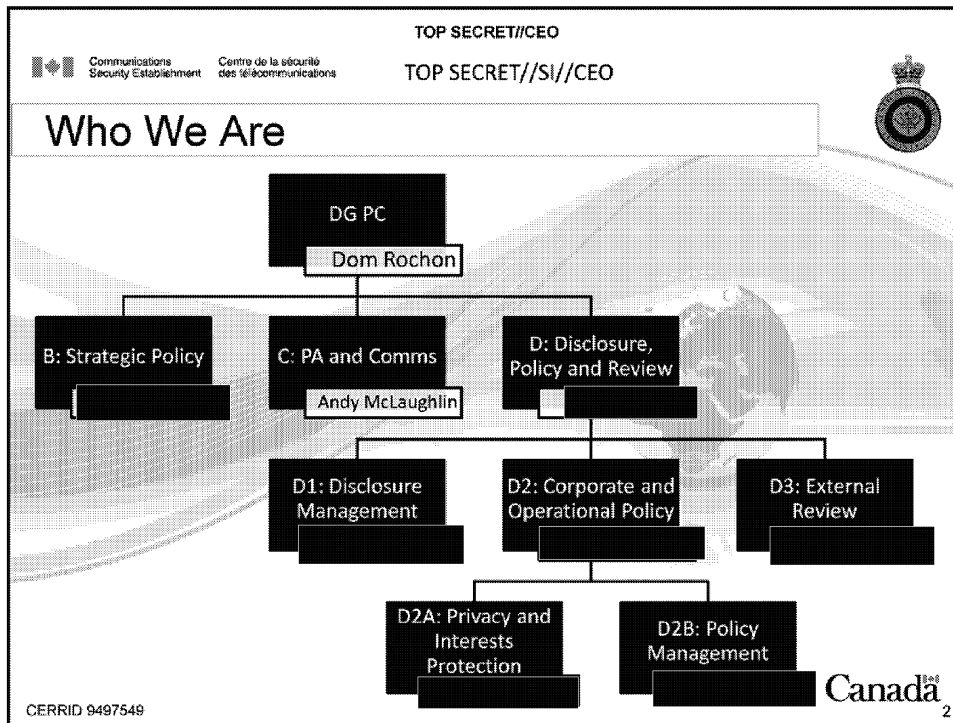 TOP SECRET//CEO
Communications
Security Establishment
Centre de la sécurité
des télécommunications
TOP SECRET//SI//CEO
Who We Are
DG PC
Dom Rochon
B: Strategic Policy
C: PA and Comms
Andy McLaughlin
D: Disclosure,
Policy and Review
D1: Disclosure
Management
D2: Corporate and
Operational Policy
D3: External
Review
D2A: Privacy and
Interests
Protection
D2B: Policy
Management
CERRID 9497549
Canada
2